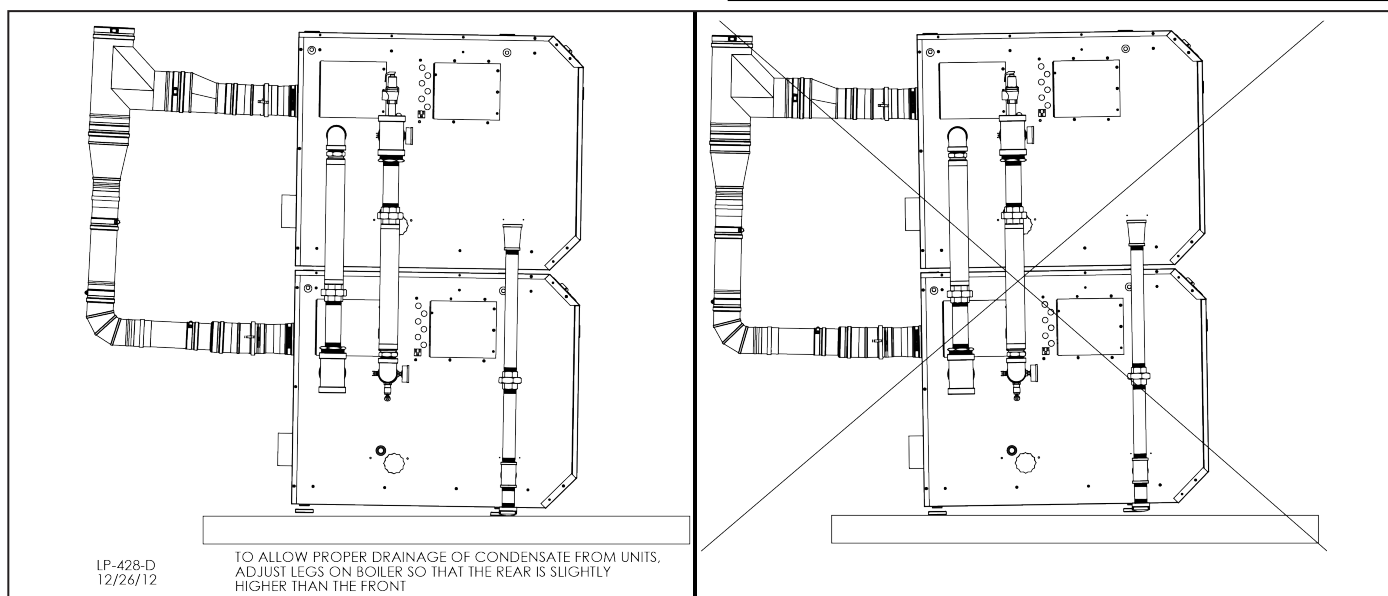 LP-428-D
12/26/12
TO ALLOW PROPER DRAINAGE OF CONDENSATE FROM UNITS,
ADJUST LEGS ON BOILER SO THAT THE REAR IS SLIGHTLY
HIGHER THAN THE FRONT